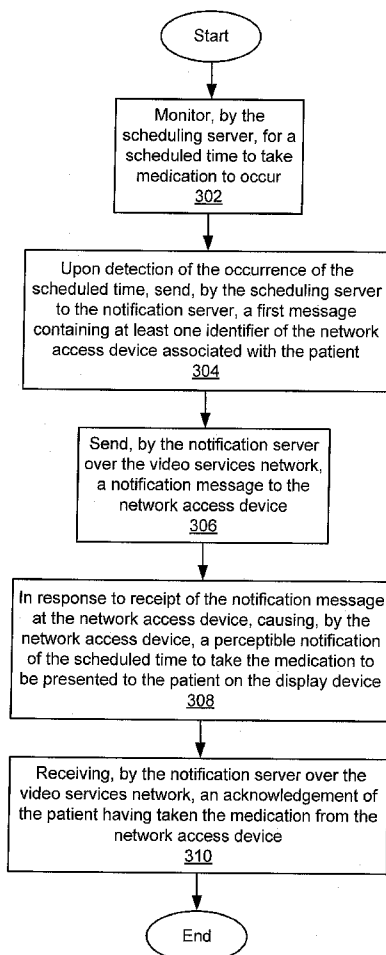 Start
Monitor, by the
scheduling server, for a
scheduled time to take
medication to occur
302
Upon detection of the occurrence of the
scheduled time, send, by the scheduling server
to the notification server, a first message
containing at least one identifier of the network
access device associated with the patient
304
Send, by the notification server
over the video services network,
a notification message to the
network access device
306
In response to receipt of the notification message
at the network access device, causing, by the
network access device, a perceptible notification
of the scheduled time to take the medication to
be presented to the patient on the display device
308
Receiving, by the notification server over the
video services network, an acknowledgement of
the patient having taken the medication from the
network access device
310
End